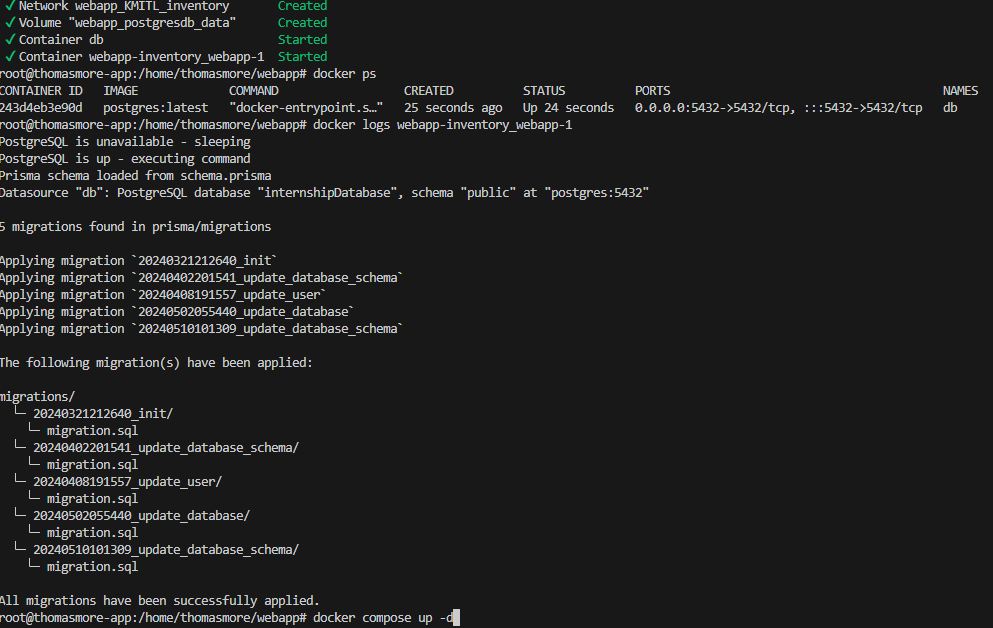 ✓ Network webapp_KMITL_inventory Created
✓ Volume "webapp_postgresdb_data" Created
✓ Container db Started
✓ Container webapp-inventory_webapp-1 Started
root@thomasmore-app:/home/thomasmore/webapp# docker ps
CONTAINER ID IMAGE COMMAND CREATED STATUS PORTS NAMES
243d4eb3e90d postgres:latest "docker-entrypoint.s…" 25 seconds ago Up 24 seconds 0.0.0.0:5432->5432/tcp, :::5432->5432/tcp db
root@thomasmore-app:/home/thomasmore/webapp# docker logs webapp-inventory_webapp-1
PostgreSQL is unavailable - sleeping
PostgreSQL is up - executing command
Prisma schema loaded from schema.prisma
Datasource "db": PostgreSQL database "internshipDatabase", schema "public" at "postgres:5432"
5 migrations found in prisma/migrations
Applying migration `20240321212640_init`
Applying migration `20240402201541_update_database_schema`
Applying migration `20240408191557_update_user`
Applying migration `20240502055440_update_database`
Applying migration `20240510101309_update_database_schema`
The following migration(s) have been applied:
migrations/
└─ 20240321212640_init/
└─ migration.sql
└─ 20240402201541_update_database_schema/
└─ migration.sql
└─ 20240408191557_update_user/
└─ migration.sql
└─ 20240502055440_update_database/
└─ migration.sql
└─ 20240510101309_update_database_schema/
└─ migration.sql
All migrations have been successfully applied.
root@thomasmore-app:/home/thomasmore/webapp# docker compose up -d